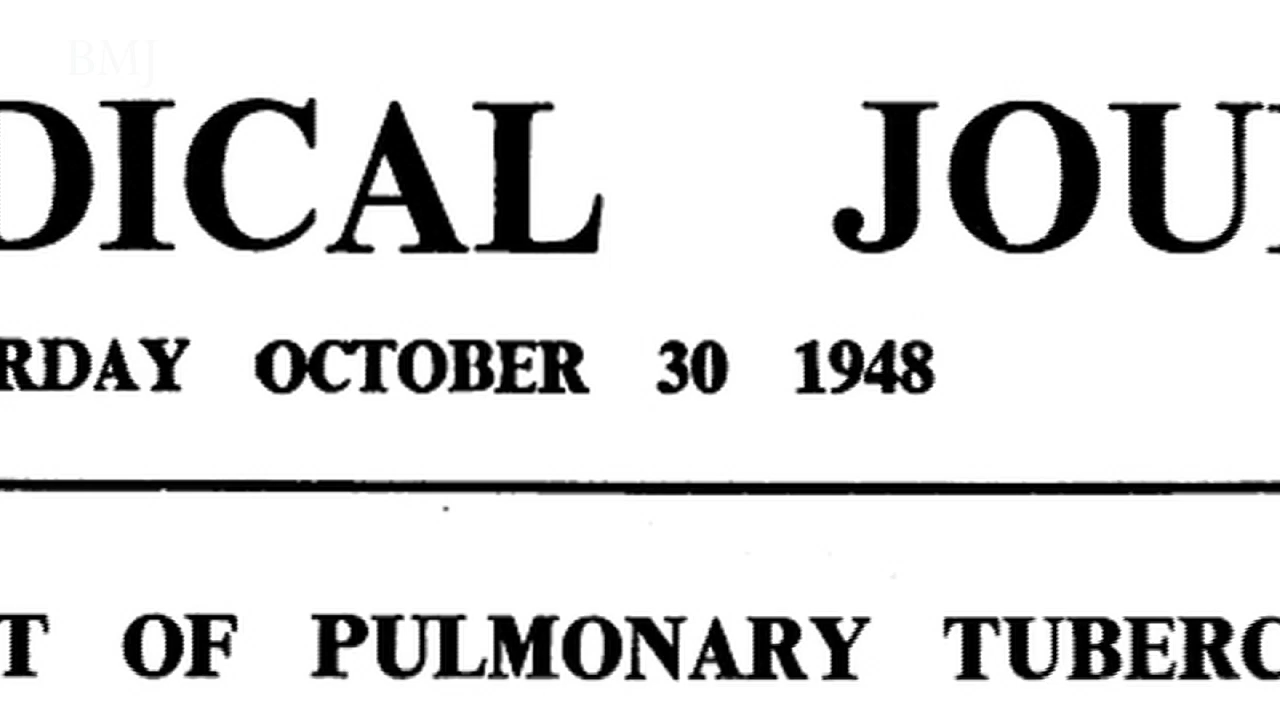 BMJ
DICAL JOU
RDAY OCTOBER 30 1948
T OF PULMONARY TUBERC